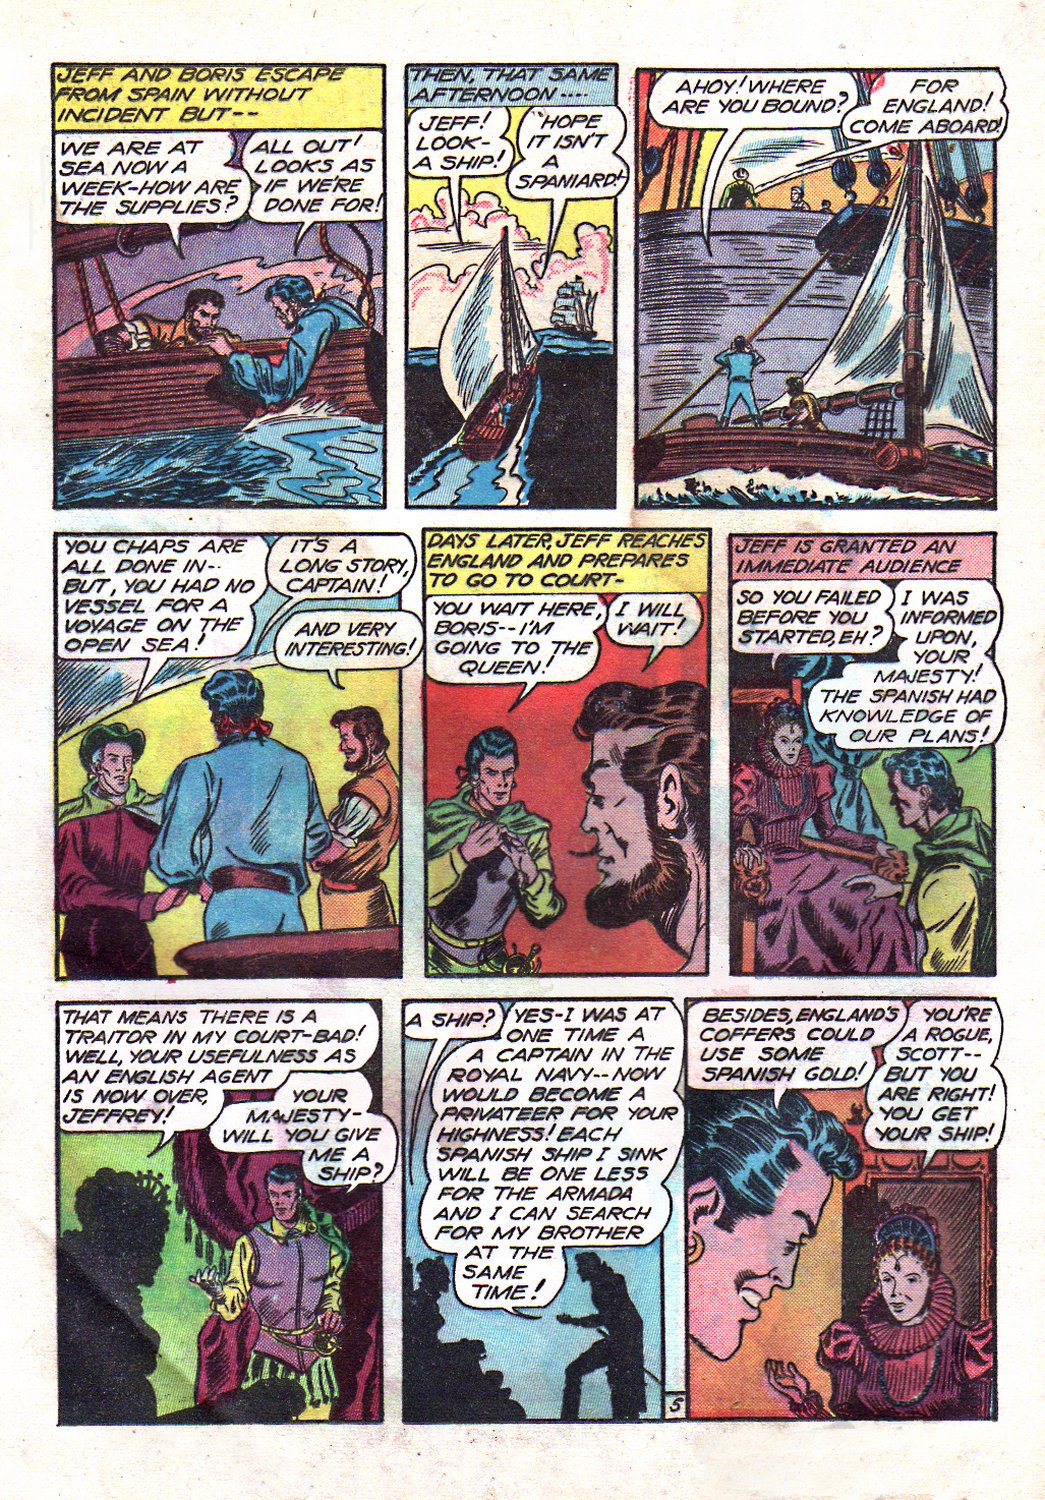 JEFF AND BORIS ESCAPE
FROM SPAIN WITHOUT
INCIDENT BUT--
WE ARE AT
SEA NOW A
WEEK-HOW ARE
THE SUPPLIES?
ALL OUT!
LOOKS AS
IF WE'RE
DONE FOR!
THEN, THAT SAME
AFTERNOON----
JEFF!
LOOK-
A SHIP!
HOPE
IT ISN'T
A
SPANIARD!
AHOY! WHERE
ARE YOU BOUND?
FOR
ENGLAND!
COME ABOARD!
YOU CHAPS ARE
ALL DONE IN--
BUT, YOU HAD NO
VESSEL FOR A
VOYAGE ON THE
OPEN SEA!
IT'S A
LONG STORY,
CAPTAIN!
AND VERY
INTERESTING!
DAYS LATER, JEFF REACHES
ENGLAND AND PREPARES
TO GO TO COURT-
YOU WAIT HERE,
BORIS--I'M
GOING TO THE
QUEEN!
I WILL
WAIT!
JEFF IS GRANTED AN
IMMEDIATE AUDIENCE
SO YOU FAILED
BEFORE YOU
STARTED, EH?
I WAS
INFORMED
UPON,
YOUR
MAJESTY!
THE SPANISH HAD
KNOWLEDGE OF
OUR PLANS!
THAT MEANS THERE IS A
TRAITOR IN MY COURT-BAD!
WELL, YOUR USEFULNESS AS
AN ENGLISH AGENT
IS NOW OVER,
JEFFREY!
YOUR
MAJESTY-
WILL YOU GIVE
ME A
SHIP?
A SHIP?
YES-I WAS AT
ONE TIME A
A CAPTAIN IN THE
ROYAL NAVY--NOW
WOULD BECOME A
PRIVATEER FOR YOUR
HIGHNESS! EACH
SPANISH SHIP I SINK
WILL BE ONE LESS
FOR THE ARMADA
AND I CAN SEARCH
FOR MY BROTHER
AT THE
SAME
TIME!
5
BESIDES, ENGLAND'S
COFFERS COULD
USE SOME
SPANISH GOLD!
YOU'RE
A ROGUE,
SCOTT--
BUT YOU
ARE RIGHT!
YOU GET
YOUR SHIP!